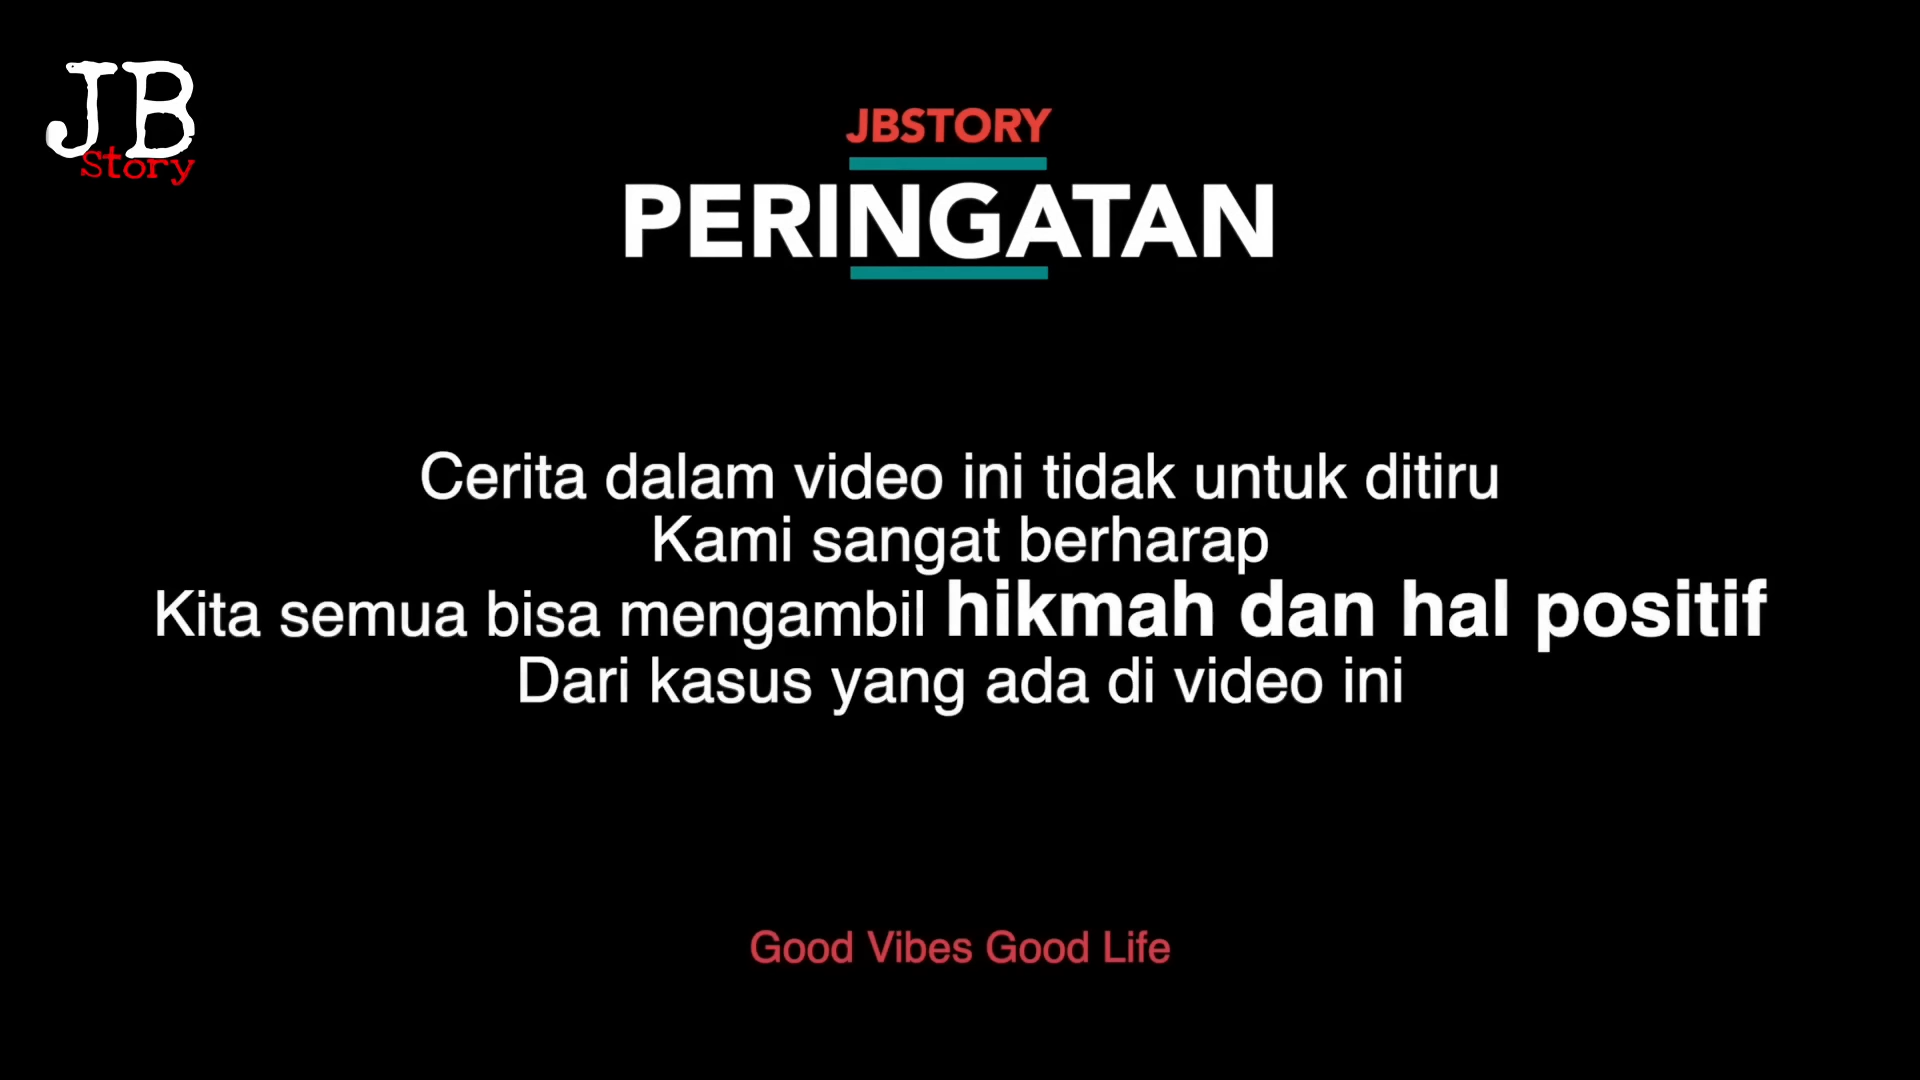 JB
Story
JBSTORY
PERINGATAN
Cerita dalam video ini tidak untuk ditiru
Kami sangat berharap
Kita semua bisa mengambil hikmah dan hal positif
Dari kasus yang ada di video ini
Good Vibes Good Life